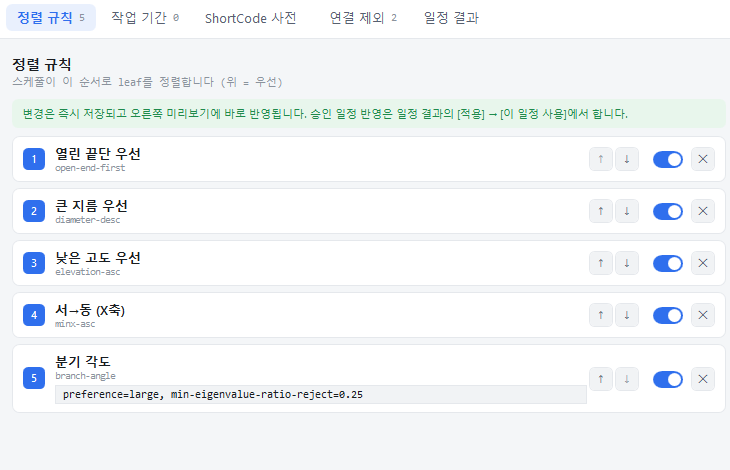 정렬 규칙 5 작업 기간 0 ShortCode 사전 연결 제외 2 일정 결과
정렬 규칙
스케쥴이 이 순서로 leaf를 정렬합니다 (위 = 우선)
변경은 즉시 저장되고 오른쪽 미리보기에 바로 반영됩니다. 승인 일정 반영은 일정 결과의 [적용] → [이 일정 사용]에서 합니다.
1 열린 끝단 우선 ↑ ↓ ×
open-end-first
2 큰 지름 우선 ↑ ↓ ×
diameter-desc
3 낮은 고도 우선 ↑ ↓ ×
elevation-asc
4 서→동 (X축) ↑ ↓ ×
minx-asc
5 분기 각도 ↑ ↓ ×
branch-angle
preference=large, min-eigenvalue-ratio-reject=0.25